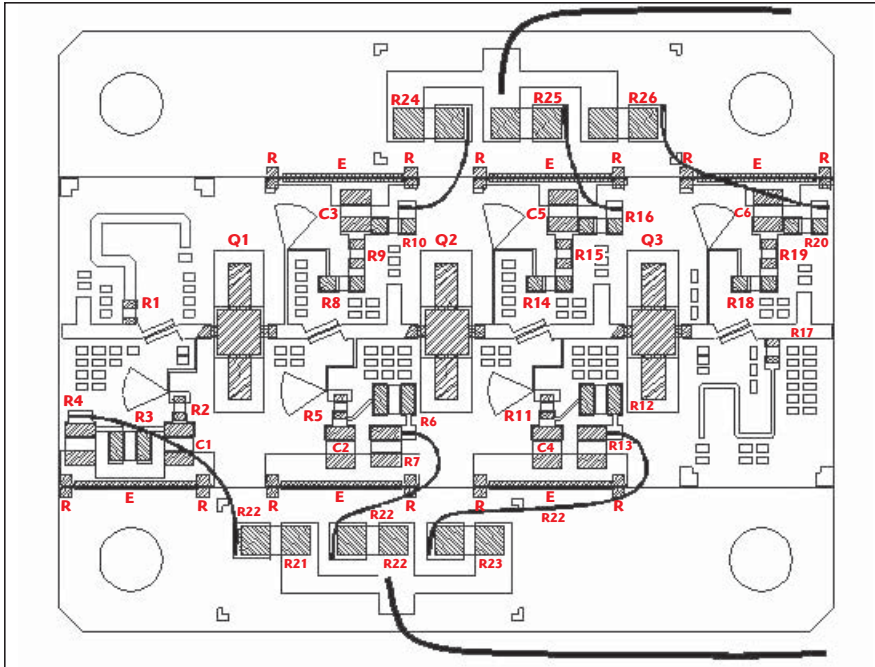 R24 R25 R26
R E R R E R R E R
C3 C5 C6
R16
Q1 R10 Q2 Q3 R20
R9 R15 R19
R8 R14 R18
R1
R17
R4 R2 R5 R11 R12
R3 R6
C1 C2 C4 R13
R7
R E R R E R R E R
R22 R22 R22
R21 R22 R23